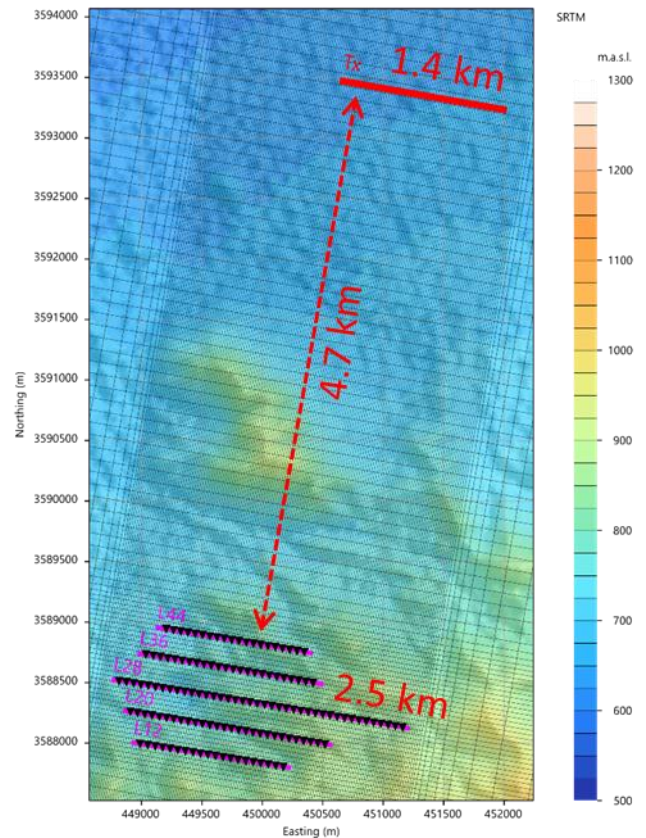 SRTM
m.a.s.l.
1300
1200
1100
1000
900
800
700
600
500
3594000
3593500
3593000
3592500
3592000
3591500
3591000
3590500
3590000
3589500
3589000
3588500
3588000
Northing (m)
Tx 1.4 km
4.7 km
L44
L36
L28
L20
L12
2.5 km
449000 449500 450000 450500 451000 451500 452000
Easting (m)